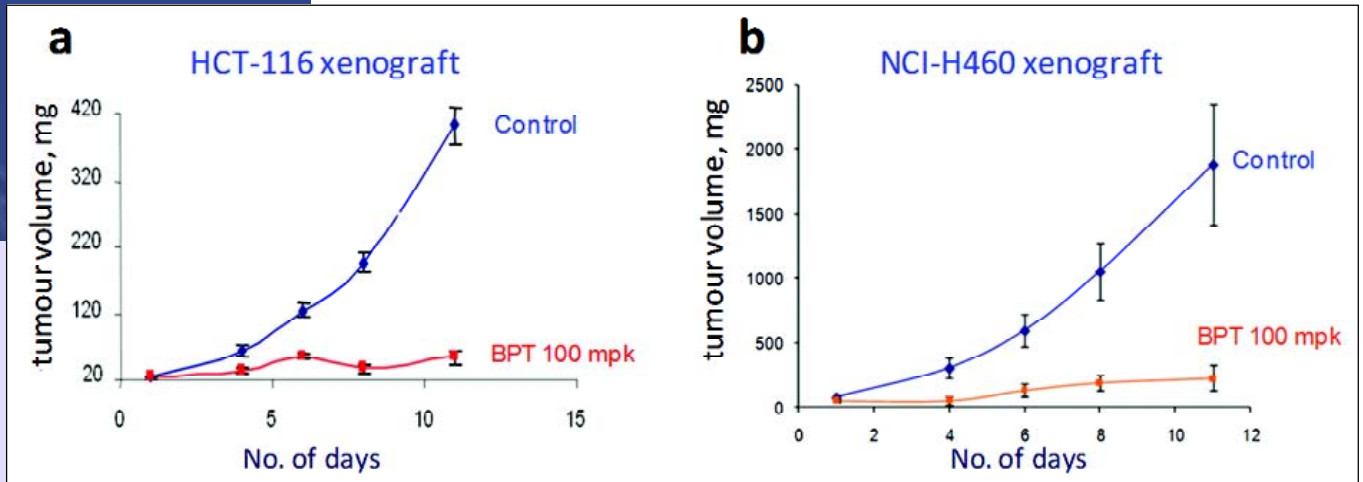 a
HCT-116 xenograft
tumour volume, mg
420
320
220
120
20
Control
BPT 100 mpk
0 5 10 15
No. of days
b
NCI-H460 xenograft
tumour volume, mg
2500
2000
1500
1000
500
0
Control
BPT 100 mpk
0 2 4 6 8 10 12
No. of days